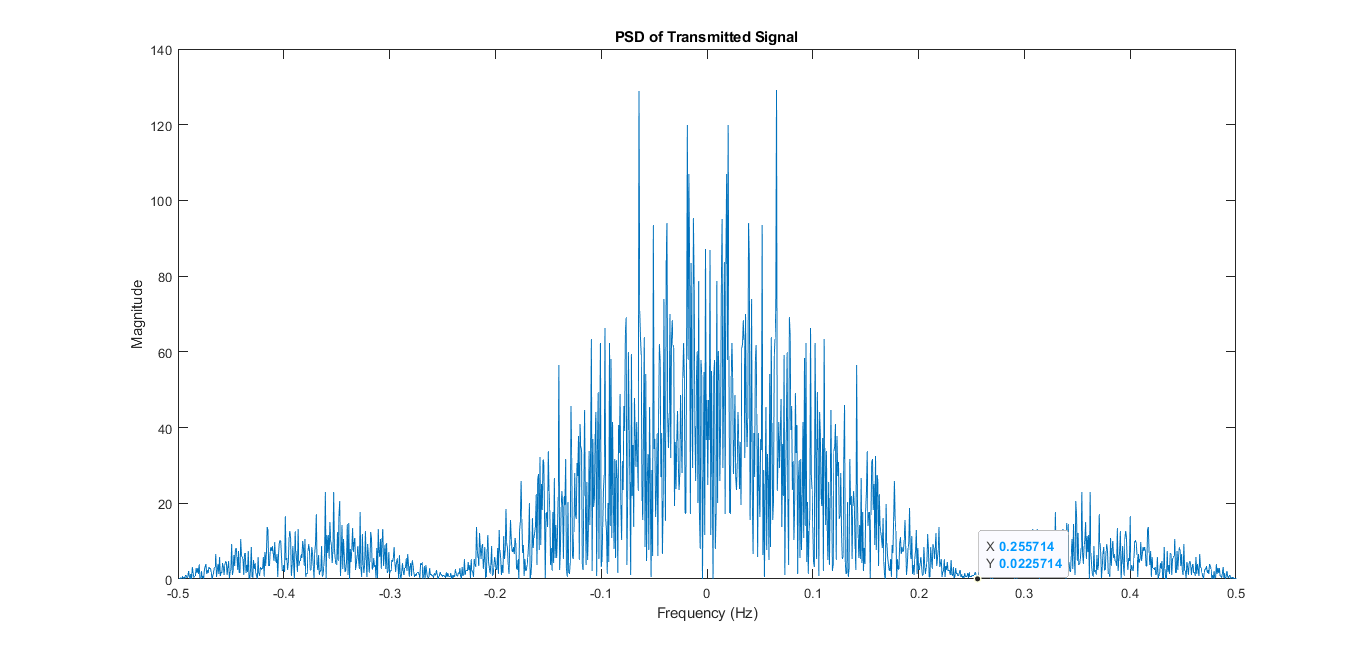 PSD of Transmitted Signal
140
120
100
80
60
40
20
0
Magnitude
X 0.255714
Y 0.0225714
-0.5 -0.4 -0.3 -0.2 -0.1 0 0.1 0.2 0.3 0.4 0.5
Frequency (Hz)